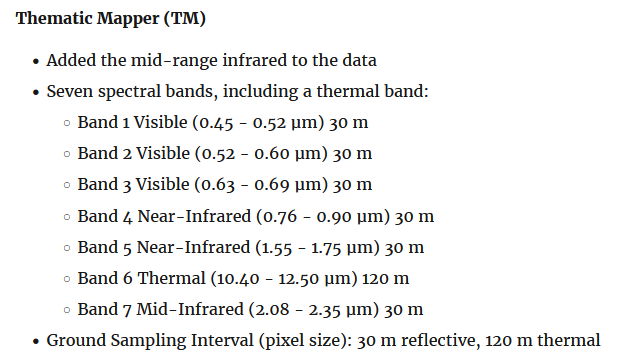 Thematic Mapper (TM)
• Added the mid-range infrared to the data
• Seven spectral bands, including a thermal band:
○ Band 1 Visible (0.45 - 0.52 µm) 30 m
○ Band 2 Visible (0.52 - 0.60 µm) 30 m
○ Band 3 Visible (0.63 - 0.69 µm) 30 m
○ Band 4 Near-Infrared (0.76 - 0.90 µm) 30 m
○ Band 5 Near-Infrared (1.55 - 1.75 µm) 30 m
○ Band 6 Thermal (10.40 - 12.50 µm) 120 m
○ Band 7 Mid-Infrared (2.08 - 2.35 µm) 30 m
• Ground Sampling Interval (pixel size): 30 m reflective, 120 m thermal